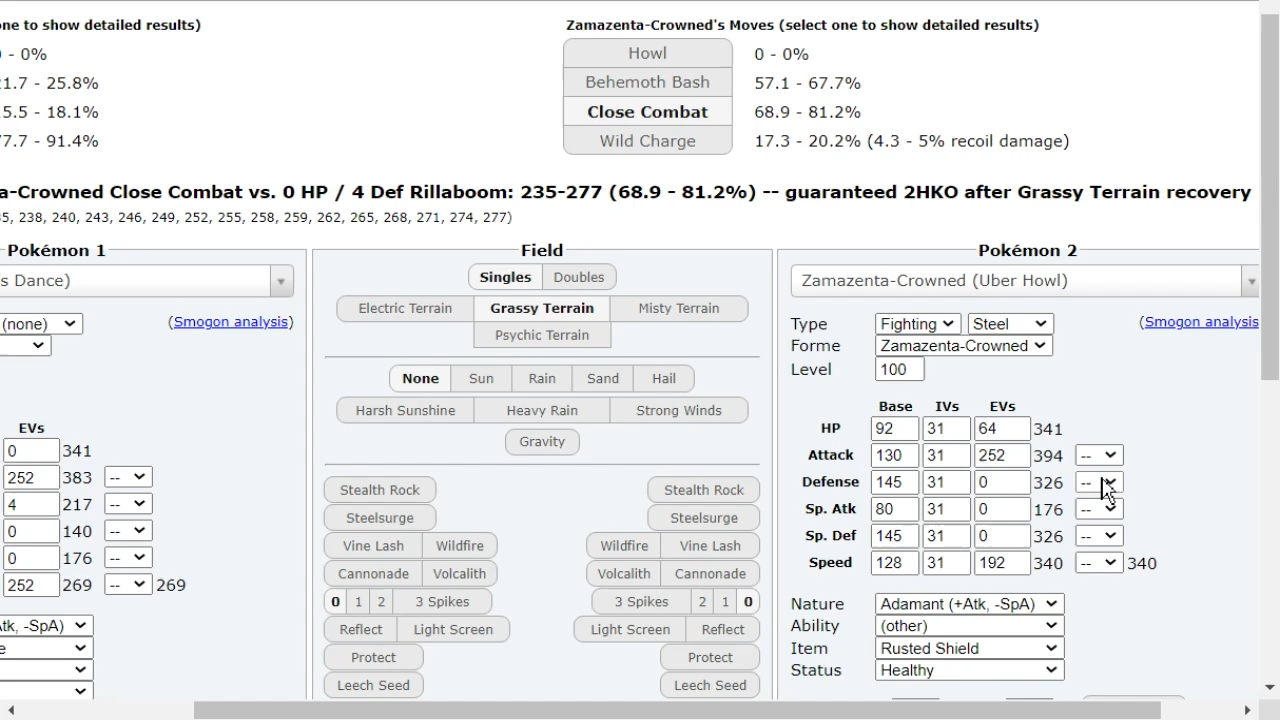 one to show detailed results)
Zamazenta-Crowned's Moves (select one to show detailed results)
- 0%
Howl
0 - 0%
1.7 - 25.8%
Behemoth Bash
57.1 - 67.7%
5.5 - 18.1%
Close Combat
68.9 - 81.2%
7.7 - 91.4%
Wild Charge
17.3 - 20.2% (4.3 - 5% recoil damage)
a-Crowned Close Combat vs. 0 HP / 4 Def Rillaboom: 235-277 (68.9 - 81.2%) -- guaranteed 2HKO after Grassy Terrain recovery
35, 238, 240, 243, 246, 249, 252, 255, 258, 259, 262, 265, 268, 271, 274, 277)
Pokémon 1
s Dance)
(none)
(Smogon analysis)
EVs
0 341
252 383 --
4 217 --
0 140 --
0 176 --
252 269 -- 269
Atk, -SpA)
e
Field
Singles Doubles
Electric Terrain Grassy Terrain Misty Terrain
Psychic Terrain
None Sun Rain Sand Hail
Harsh Sunshine Heavy Rain Strong Winds
Gravity
Stealth Rock Stealth Rock
Steelsurge Steelsurge
Vine Lash Wildfire Wildfire Vine Lash
Cannonade Volcalith Volcalith Cannonade
0 1 2 3 Spikes 3 Spikes 2 1 0
Reflect Light Screen Light Screen Reflect
Protect Protect
Leech Seed Leech Seed
Pokémon 2
Zamazenta-Crowned (Uber Howl)
Type Fighting Steel
(Smogon analysis
Forme Zamazenta-Crowned
Level 100
Base IVs EVs
HP 92 31 64 341
Attack 130 31 252 394 --
Defense 145 31 0 326 --
Sp. Atk 80 31 0 176 --
Sp. Def 145 31 0 326 --
Speed 128 31 192 340 -- 340
Nature Adamant (+Atk, -SpA)
Ability (other)
Item Rusted Shield
Status Healthy